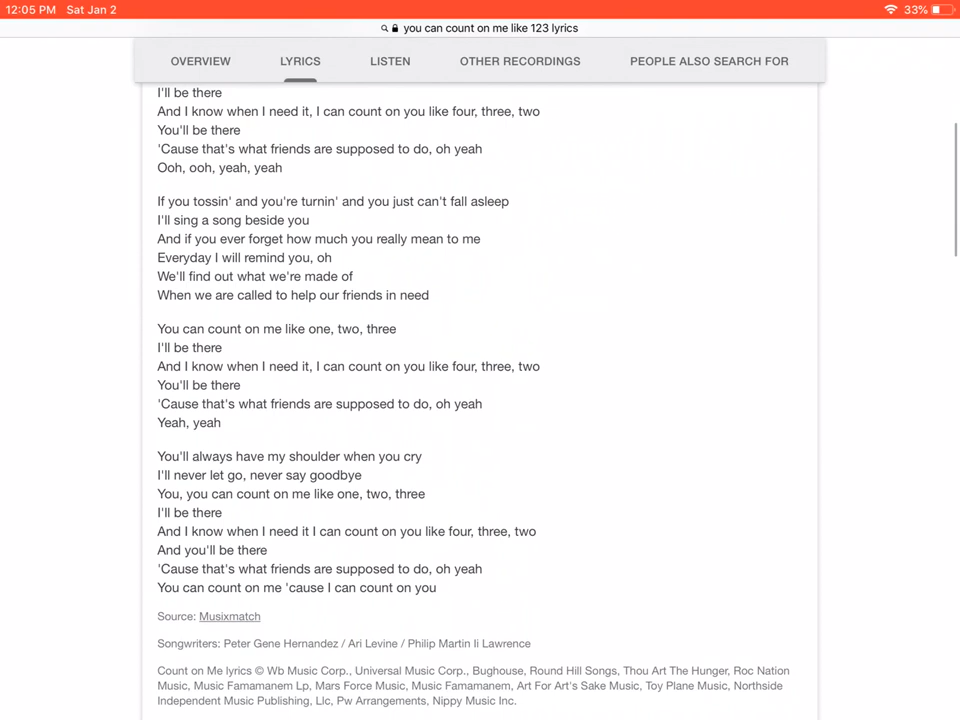 12:05 PM Sat Jan 2 33%
you can count on me like 123 lyrics
OVERVIEW LYRICS LISTEN OTHER RECORDINGS PEOPLE ALSO SEARCH FOR
I'll be there
And I know when I need it, I can count on you like four, three, two
You'll be there
'Cause that's what friends are supposed to do, oh yeah
Ooh, ooh, yeah, yeah
If you tossin' and you're turnin' and you just can't fall asleep
I'll sing a song beside you
And if you ever forget how much you really mean to me
Everyday I will remind you, oh
We'll find out what we're made of
When we are called to help our friends in need
You can count on me like one, two, three
I'll be there
And I know when I need it, I can count on you like four, three, two
You'll be there
'Cause that's what friends are supposed to do, oh yeah
Yeah, yeah
You'll always have my shoulder when you cry
I'll never let go, never say goodbye
You, you can count on me like one, two, three
I'll be there
And I know when I need it I can count on you like four, three, two
And you'll be there
'Cause that's what friends are supposed to do, oh yeah
You can count on me 'cause I can count on you
Source: Musixmatch
Songwriters: Peter Gene Hernandez / Ari Levine / Philip Martin Ii Lawrence
Count on Me lyrics © Wb Music Corp., Universal Music Corp., Bughouse, Round Hill Songs, Thou Art The Hunger, Roc Nation
Music, Music Famamanem Lp, Mars Force Music, Music Famamanem, Art For Art's Sake Music, Toy Plane Music, Northside
Independent Music Publishing, Llc, Pw Arrangements, Nippy Music Inc.